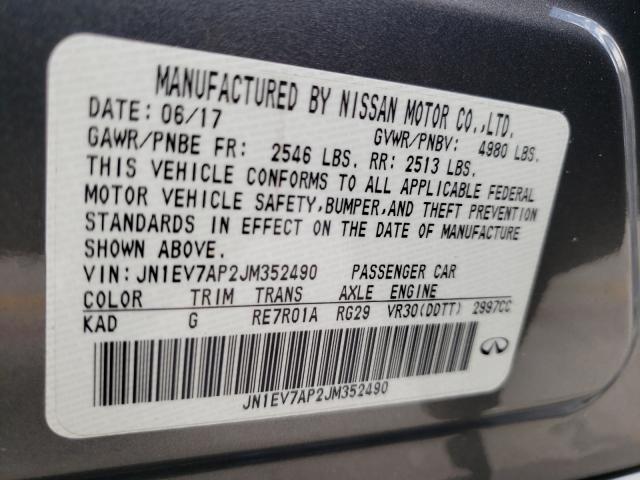 MANUFACTURED BY NISSAN MOTOR CO.,LTD.
DATE: 06/17 GVWR/PNBV: 4980 LBS.
GAWR/PNBE FR: 2546 LBS. RR: 2513 LBS.
THIS VEHICLE CONFORMS TO ALL APPLICABLE FEDERAL
MOTOR VEHICLE SAFETY,BUMPER,AND THEFT PREVENTION
STANDARDS IN EFFECT ON THE DATE OF MANUFACTURE
SHOWN ABOVE.
VIN:JN1EV7AP2JM352490 PASSENGER CAR
COLOR TRIM TRANS AXLE ENGINE
KAD G RE7R01A RG29 VR30(DDTT) 2997CC
JN1EV7AP2JM352490